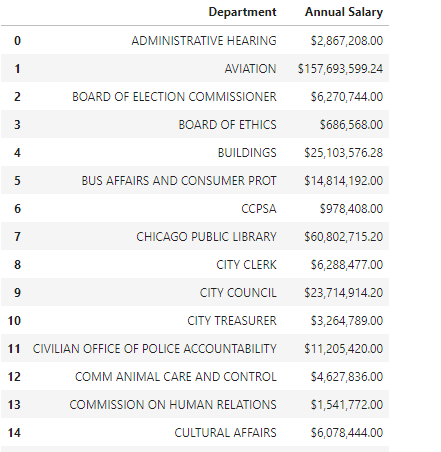 Department Annual Salary
0 ADMINISTRATIVE HEARING $2,867,208.00
1 AVIATION $157,693,599.24
2 BOARD OF ELECTION COMMISSIONER $6,270,744.00
3 BOARD OF ETHICS $686,568.00
4 BUILDINGS $25,103,576.28
5 BUS AFFAIRS AND CONSUMER PROT $14,814,192.00
6 CCPSA $978,408.00
7 CHICAGO PUBLIC LIBRARY $60,802,715.20
8 CITY CLERK $6,288,477.00
9 CITY COUNCIL $23,714,914.20
10 CITY TREASURER $3,264,789.00
11 CIVILIAN OFFICE OF POLICE ACCOUNTABILITY $11,205,420.00
12 COMM ANIMAL CARE AND CONTROL $4,627,836.00
13 COMMISSION ON HUMAN RELATIONS $1,541,772.00
14 CULTURAL AFFAIRS $6,078,444.00